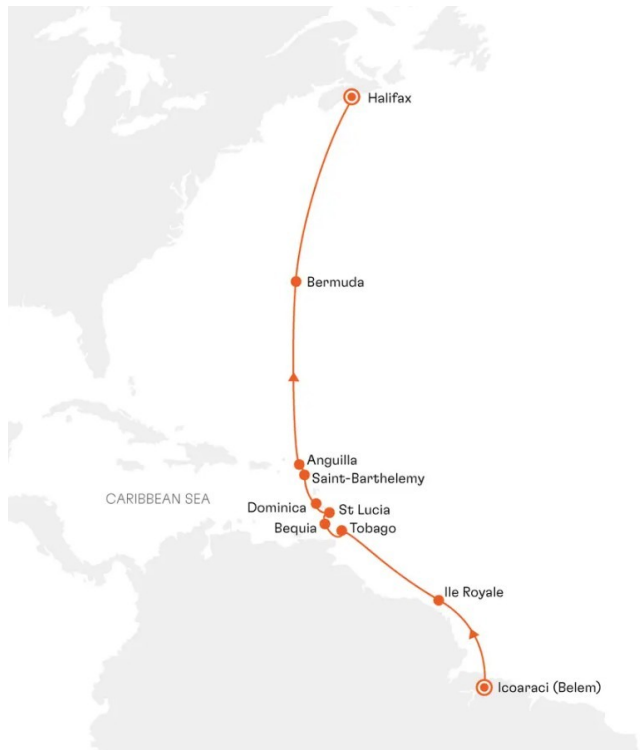 Halifax
Bermuda
Anguilla
Saint-Barthelemy
CARIBBEAN SEA
Dominica
St Lucia
Bequia
Tobago
Ile Royale
Icoaraci (Belem)